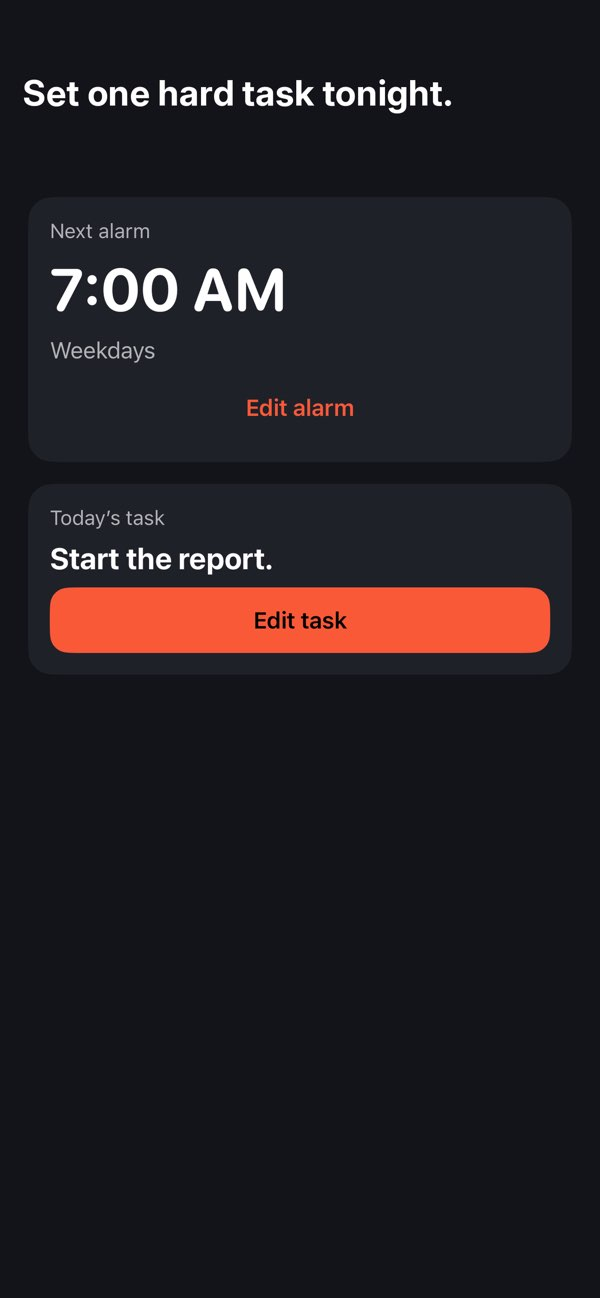 Set one hard task tonight.
Next alarm
7:00 AM
Weekdays
Edit alarm
Today’s task
Start the report.
Edit task